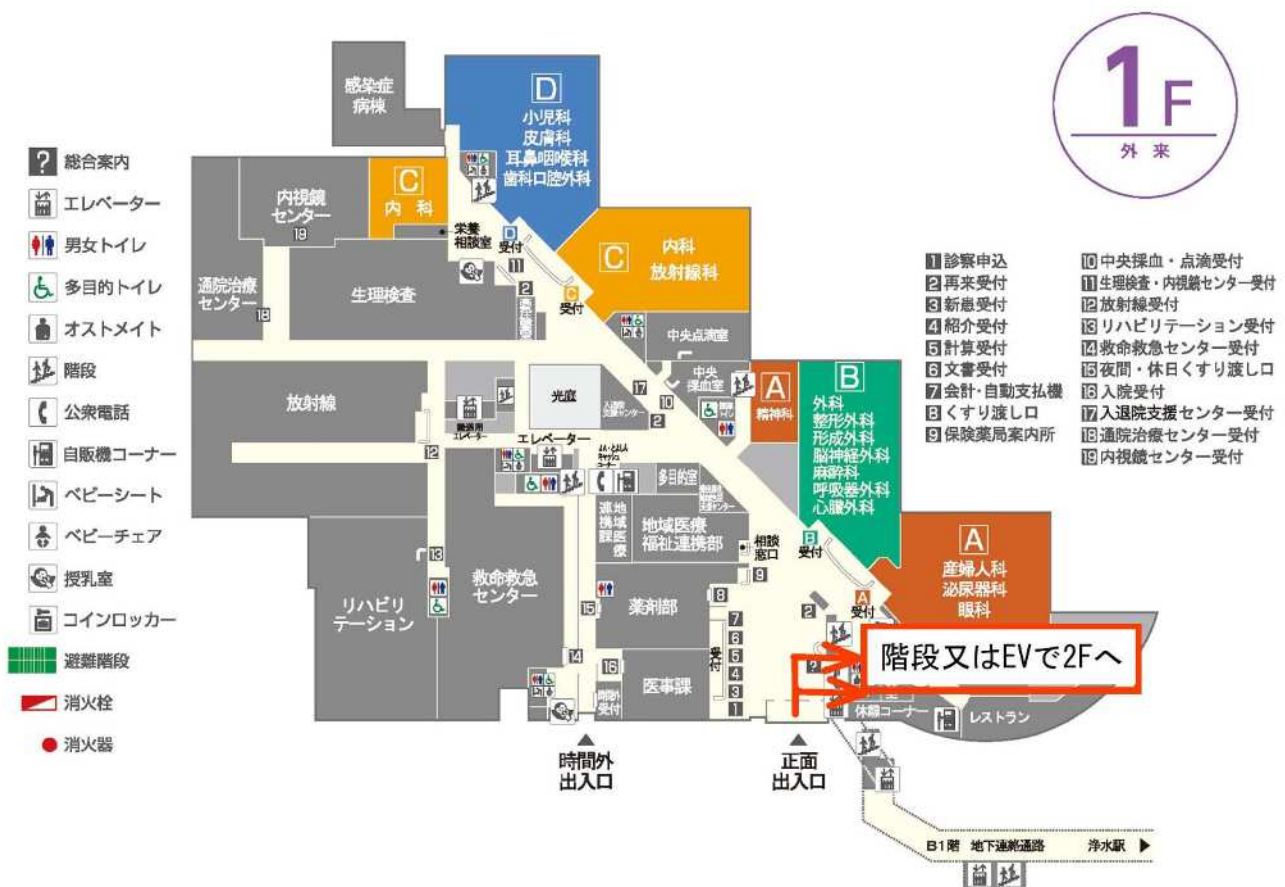 1F
外来
? 総合案内
エレベーター
男女トイレ
多目的トイレ
オストメイト
階段
公衆電話
自販機コーナー
ベビーシート
ベビーチェア
授乳室
コインロッカー
避難階段
消火栓
消火器
感染症
病棟
D
小児科
皮膚科
耳鼻咽喉科
歯科口腔外科
内視鏡
センター
19
C
内科
栄養
相談室
D
受付
11
2
C
内科
放射線科
C
受付
通院治療
センター
18
生理検査
中央点滴室
中央
採血室
10
17
2
A
精神科
B
外科
整形外科
形成外科
脳神経外科
麻酔科
呼吸器外科
心臓外科
放射線
光庭
エレベーター
12
多目的室
地域医療
連携課
地域医療
福祉連携部
相談
窓口
B
受付
A
産婦人科
泌尿器科
眼科
A
受付
13
リハビリ
テーション
救命救急
センター
15
薬剤部
9
8
7
6
5
4
3
1
受付
2
?
14
16
医事課
時間外
受付
階段又はEVで2Fへ
休憩コーナー
レストラン
時間外
出入口
正面
出入口
B1階 地下連絡通路 浄水駅
1 診察申込
2 再来受付
3 新患受付
4 紹介受付
5 計算受付
6 文書受付
7 会計・自動支払機
8 くすり渡し口
9 保険薬局案内所
10 中央採血・点滴受付
11 生理検査・内視鏡センター受付
12 放射線受付
13 リハビリテーション受付
14 救命救急センター受付
15 夜間・休日くすり渡し口
16 入院受付
17 入退院支援センター受付
18 通院治療センター受付
19 内視鏡センター受付